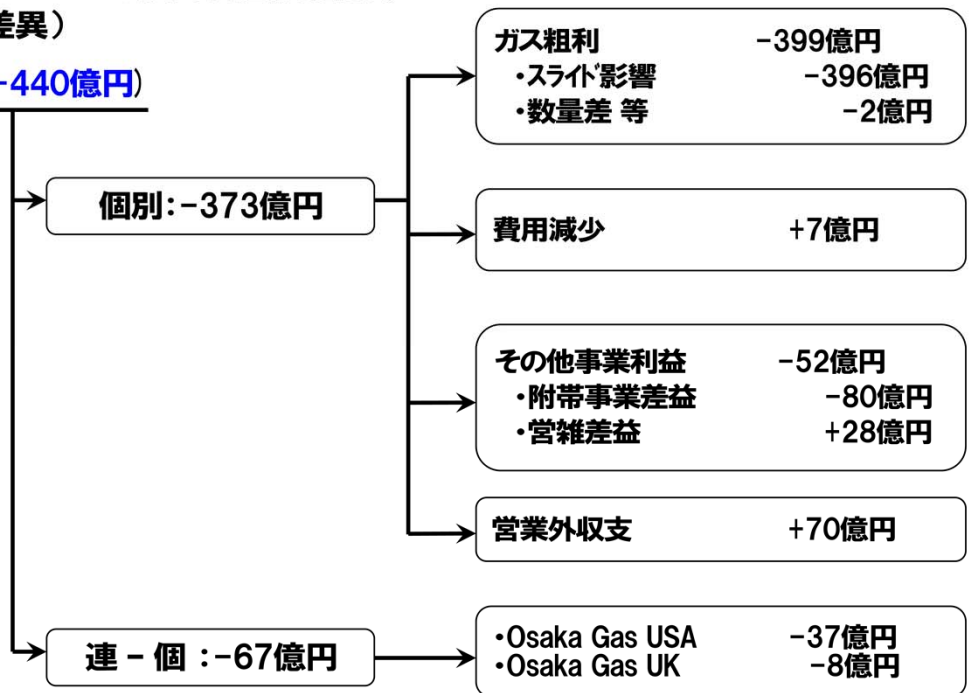 差異)
-440億円)
個別:-373億円
ガス粗利 -399億円
・スライド影響 -396億円
・数量差 等 -2億円
費用減少 +7億円
その他事業利益 -52億円
・附帯事業差益 -80億円
・営雑差益 +28億円
営業外収支 +70億円
連-個:-67億円
・Osaka Gas USA -37億円
・Osaka Gas UK -8億円